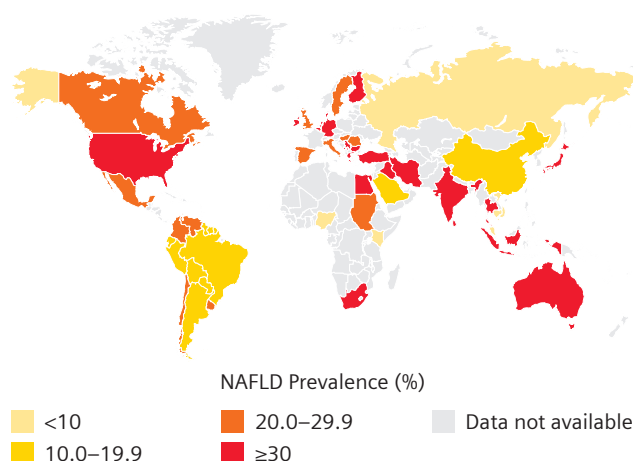 NAFLD Prevalence (%)
<10
20.0–29.9
Data not available
10.0–19.9
≥30